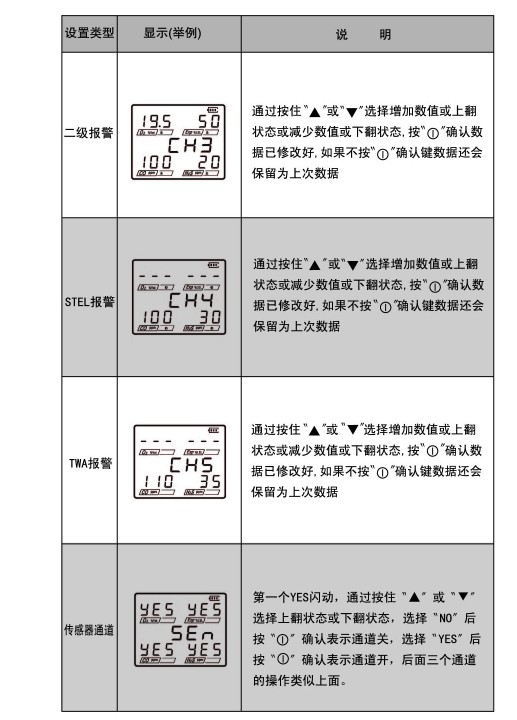 设置类型 显示(举例) 说 明
二级报警
19.5 50
CH3
100 20
通过按住"▲"或"▼"选择增加数值或上翻
状态或减少数值或下翻状态,按"①"确认数
据已修改好,如果不按"①"确认键数据还会
保留为上次数据
STEL报警
--- ---
CH4
100 30
通过按住"▲"或"▼"选择增加数值或上翻
状态或减少数值或下翻状态,按"①"确认数
据已修改好,如果不按"①"确认键数据还会
保留为上次数据
TWA报警
--- ---
CH5
110 35
通过按住"▲"或"▼"选择增加数值或上翻
状态或减少数值或下翻状态,按"①"确认数
据已修改好,如果不按"①"确认键数据还会
保留为上次数据
传感器通道
YES YES
SEn
YES YES
第一个YES闪动，通过按住 "▲" 或 "▼"
选择上翻状态或下翻状态，选择 "NO" 后
按 "①" 确认表示通道关，选择 "YES" 后
按 "①" 确认表示通道开，后面三个通道
的操作类似上面。